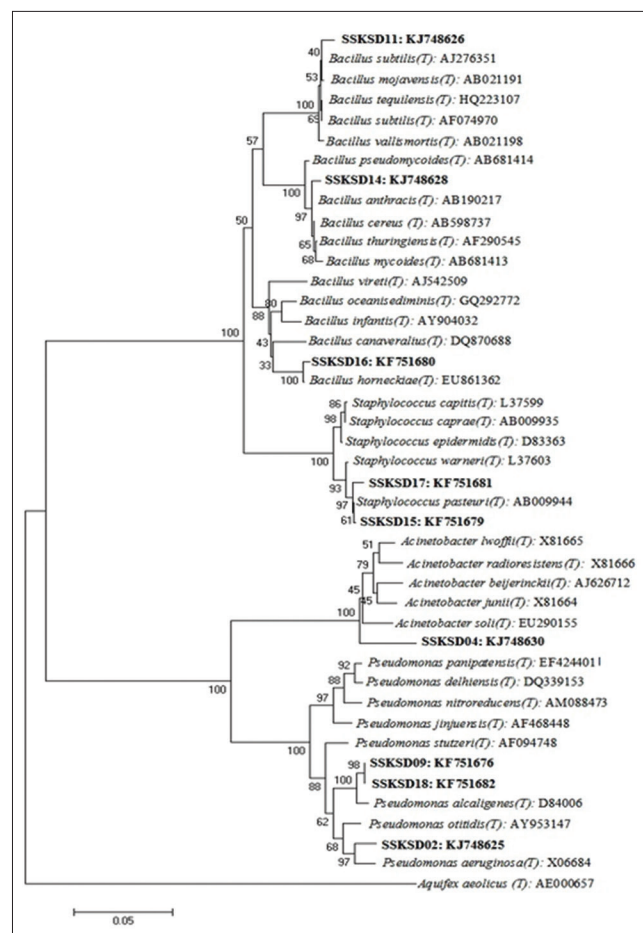 SSKSD11: KJ748626
40
Bacillus subtilis(T): AJ276351
53
Bacillus mojavensis(T): AB021191
Bacillus tequilensis(T): HQ223107
100
69
Bacillus subtilis(T): AF074970
57
Bacillus vallismortis(T): AB021198
Bacillus pseudomycoides(T): AB681414
SSKSD14: KJ748628
100
Bacillus anthracis(T): AB190217
97
50
Bacillus cereus(T): AB598737
65
Bacillus thuringiensis(T): AF290545
68
Bacillus mycoides(T): AB681413
Bacillus vireti(T): AJ542509
80
Bacillus oceanisediminis(T): GQ292772
88
Bacillus infantis(T): AY904032
100
43
Bacillus canaveralius(T): DQ870688
33
SSKSD16: KF751680
100
Bacillus horneckiae(T): EU861362
86
Staphylococcus capitis(T): L37599
98
Staphylococcus caprae(T): AB009935
Staphylococcus epidermidis(T): D83363
100
Staphylococcus warneri(T): L37603
93
SSKSD17: KF751681
97
Staphylococcus pasteuri(T): AB009944
61
SSKSD15: KF751679
51
Acinetobacter lwoffii(T): X81665
79
Acinetobacter radioresistens(T): X81666
45
Acinetobacter beijerinckii(T): AJ626712
45
Acinetobacter junii(T): X81664
100
Acinetobacter soli(T): EU290155
SSKSD04: KJ748630
92
Pseudomonas panipatensis(T): EF424401
88
Pseudomonas delhiensis(T): DQ339153
100
97
Pseudomonas nitroreducens(T): AM088473
Pseudomonas jinjuensis(T): AF468448
100
Pseudomonas stutzeri(T): AF094748
98
SSKSD09: KF751676
88
100
SSKSD18: KF751682
Pseudomonas alcaligenes(T): D84006
62
Pseudomonas otitidis(T): AY953147
68
SSKSD02: KJ748625
97
Pseudomonas aeruginosa(T): X06684
Aquifex aeolicus (T): AE000657
0.05